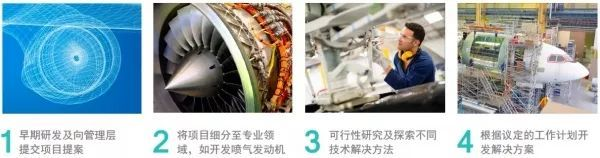 1 早期研发及向管理层
提交项目提案
2 将项目细分至专业领
域，如开发喷气发动机
3 可行性研究及探索不同
技术解决方法
4 根据议定的工作计划开
发解决方案